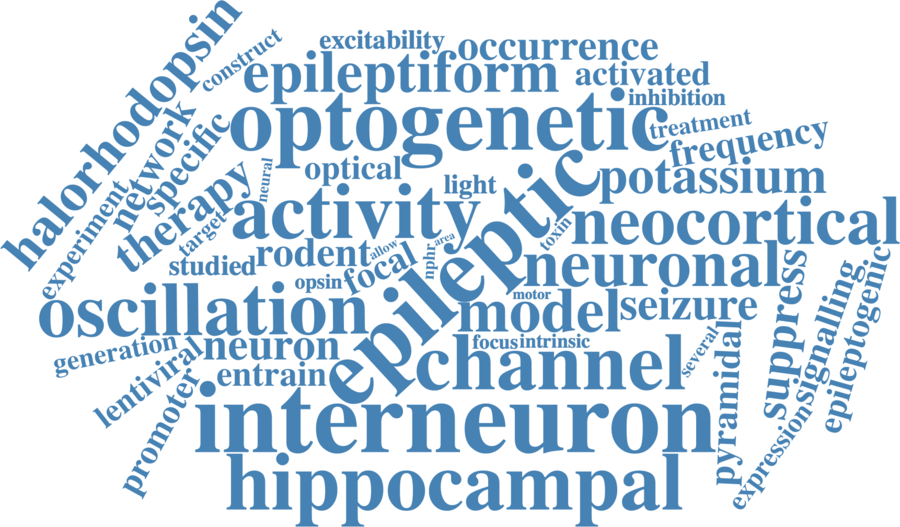 halorhodopsin
construct
excitability
occurrence
epileptiform
activated
inhibition
optogenetic
treatment
frequency
network
specific
experiment
therapy
target
neural
optical
light
potassium
activity
epileptic
toxin
neocortical
studied
rodent
allow
area
nphr
focal
opsin
neuronal
motor
oscillation
model
seizure
suppress
signalling
epileptogenic
generation
neuron
focus
intrinsic
several
lentiviral
entrain
channel
pyramidal
promoter
interneuron
expression
hippocampal